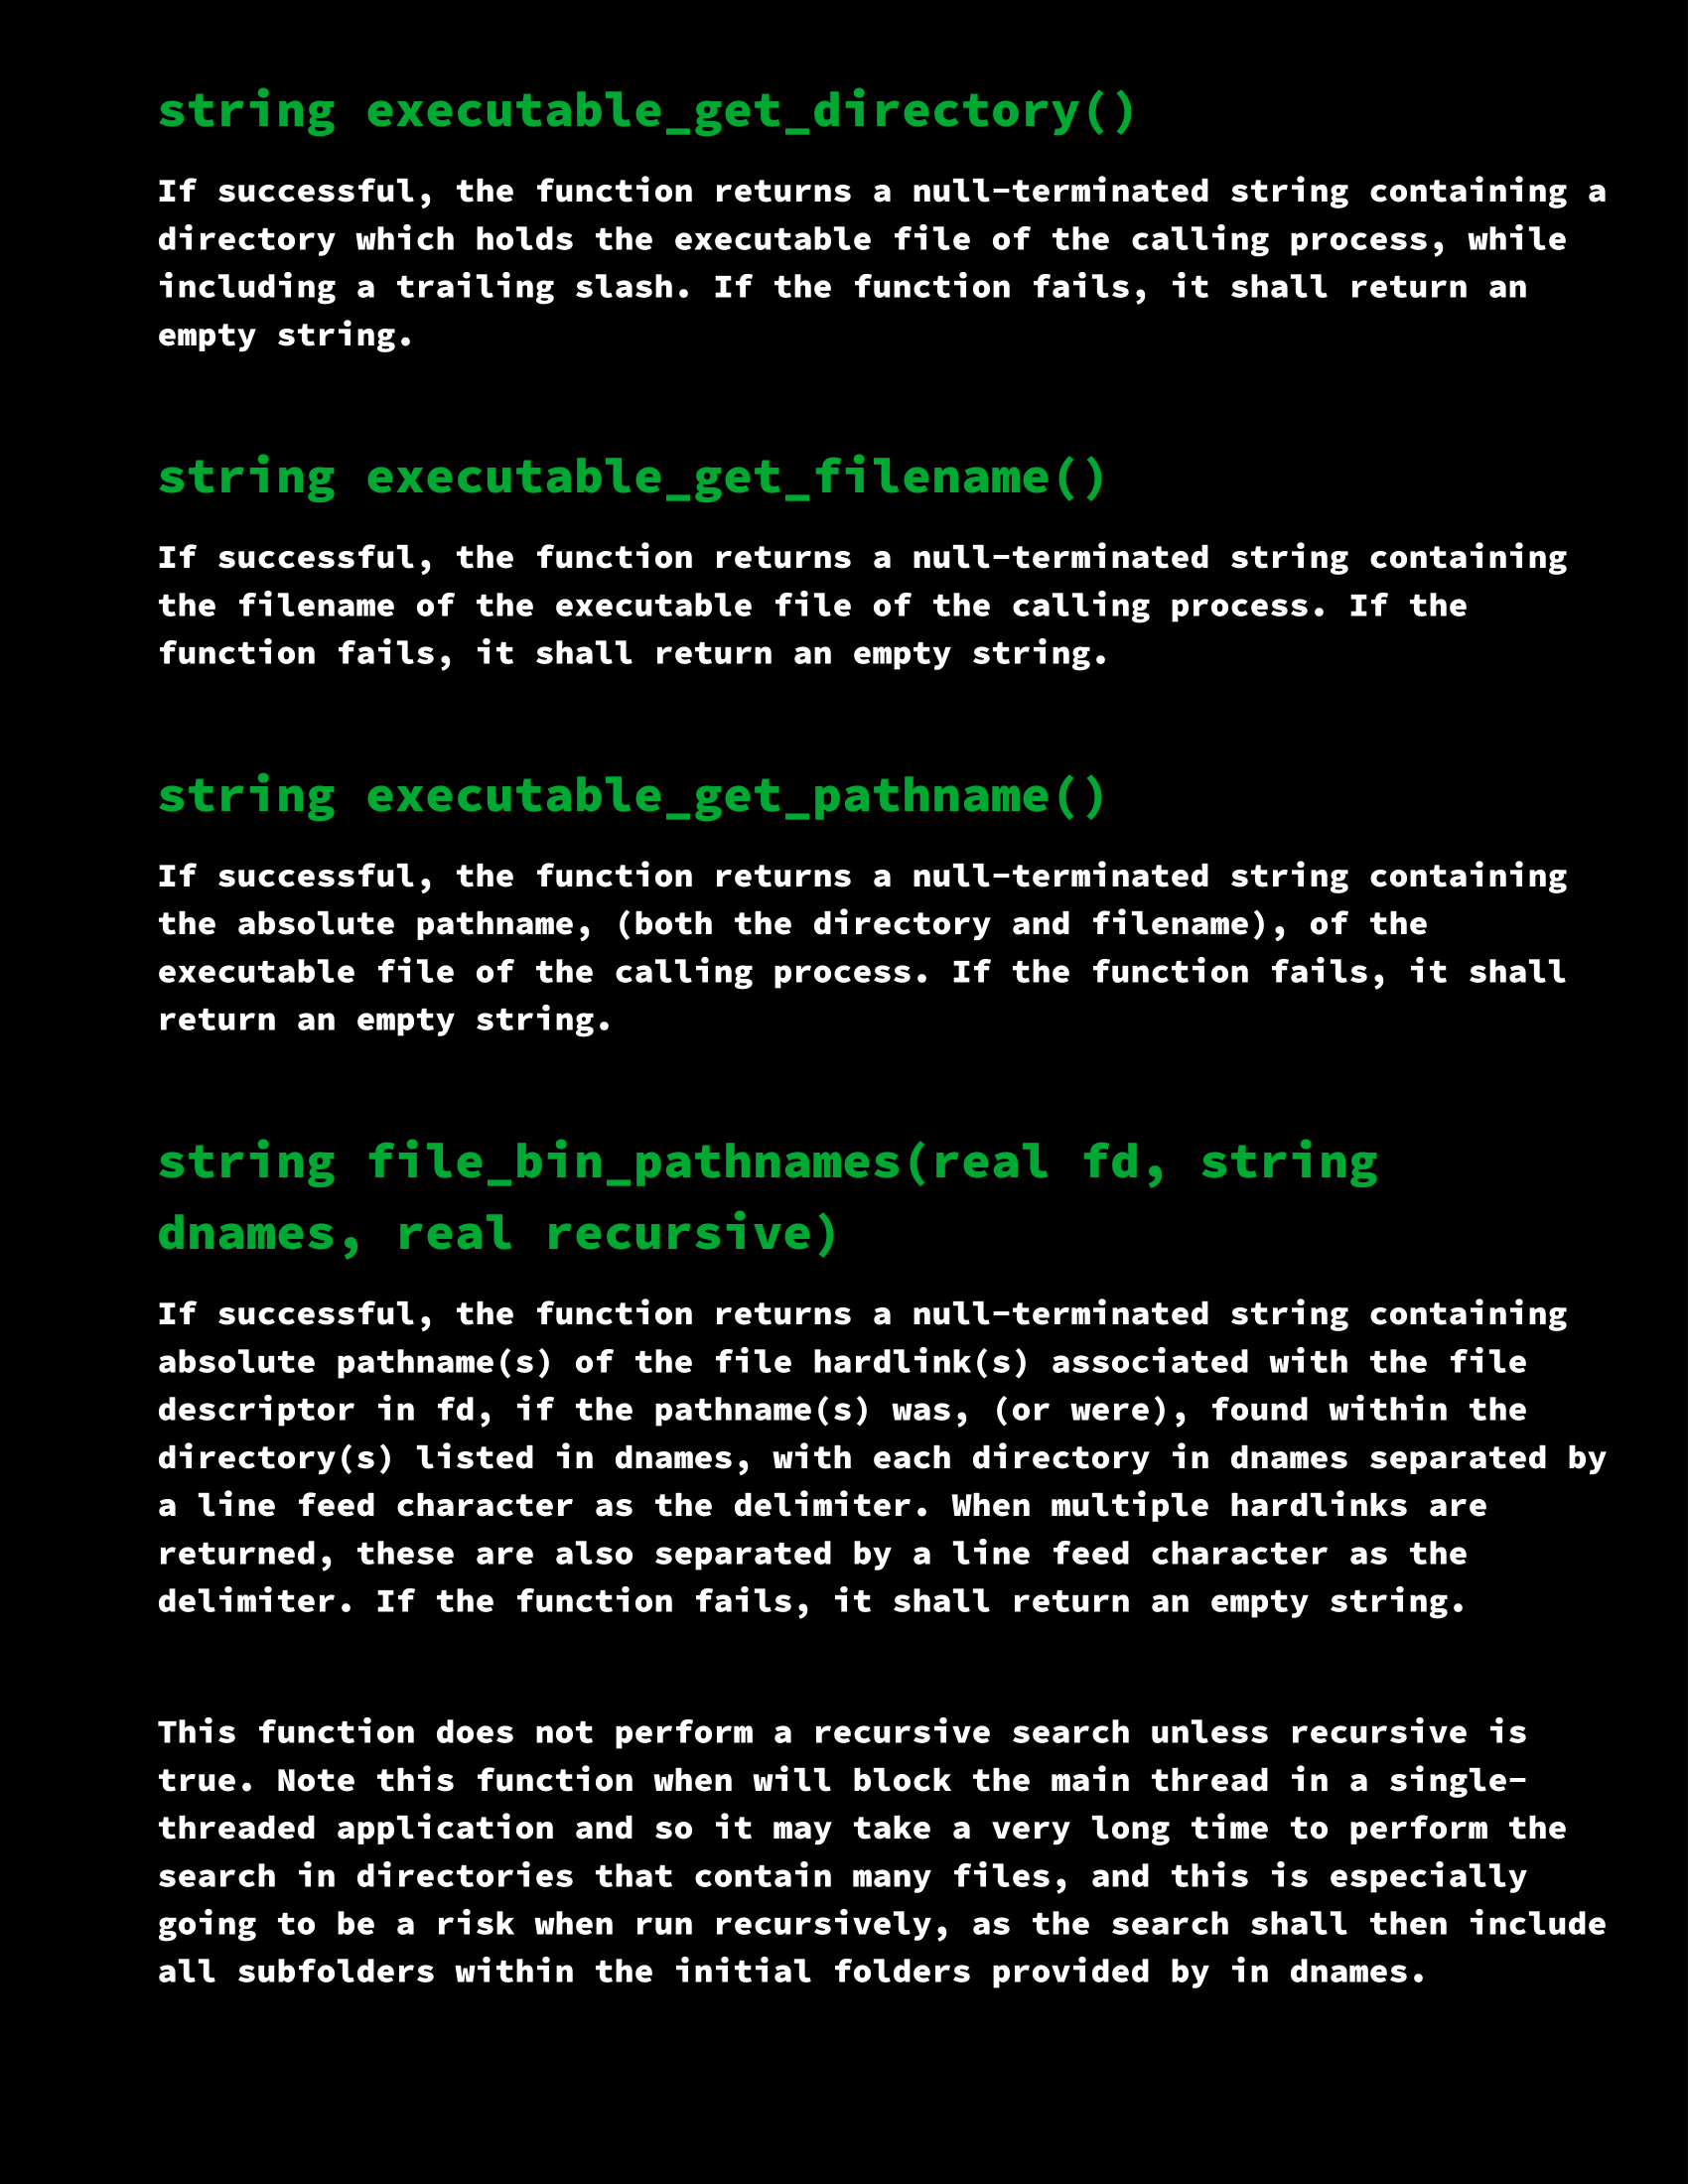 string executable_get_directory()
If successful, the function returns a null-terminated string containing a
directory which holds the executable file of the calling process, while
including a trailing slash. If the function fails, it shall return an
empty string.
string executable_get_filename()
If successful, the function returns a null-terminated string containing
the filename of the executable file of the calling process. If the
function fails, it shall return an empty string.
string executable_get_pathname()
If successful, the function returns a null-terminated string containing
the absolute pathname, (both the directory and filename), of the
executable file of the calling process. If the function fails, it shall
return an empty string.
string file_bin_pathnames(real fd, string
dnames, real recursive)
If successful, the function returns a null-terminated string containing
absolute pathname(s) of the file hardlink(s) associated with the file
descriptor in fd, if the pathname(s) was, (or were), found within the
directory(s) listed in dnames, with each directory in dnames separated by
a line feed character as the delimiter. When multiple hardlinks are
returned, these are also separated by a line feed character as the
delimiter. If the function fails, it shall return an empty string.
This function does not perform a recursive search unless recursive is
true. Note this function when will block the main thread in a single-
threaded application and so it may take a very long time to perform the
search in directories that contain many files, and this is especially
going to be a risk when run recursively, as the search shall then include
all subfolders within the initial folders provided by in dnames.